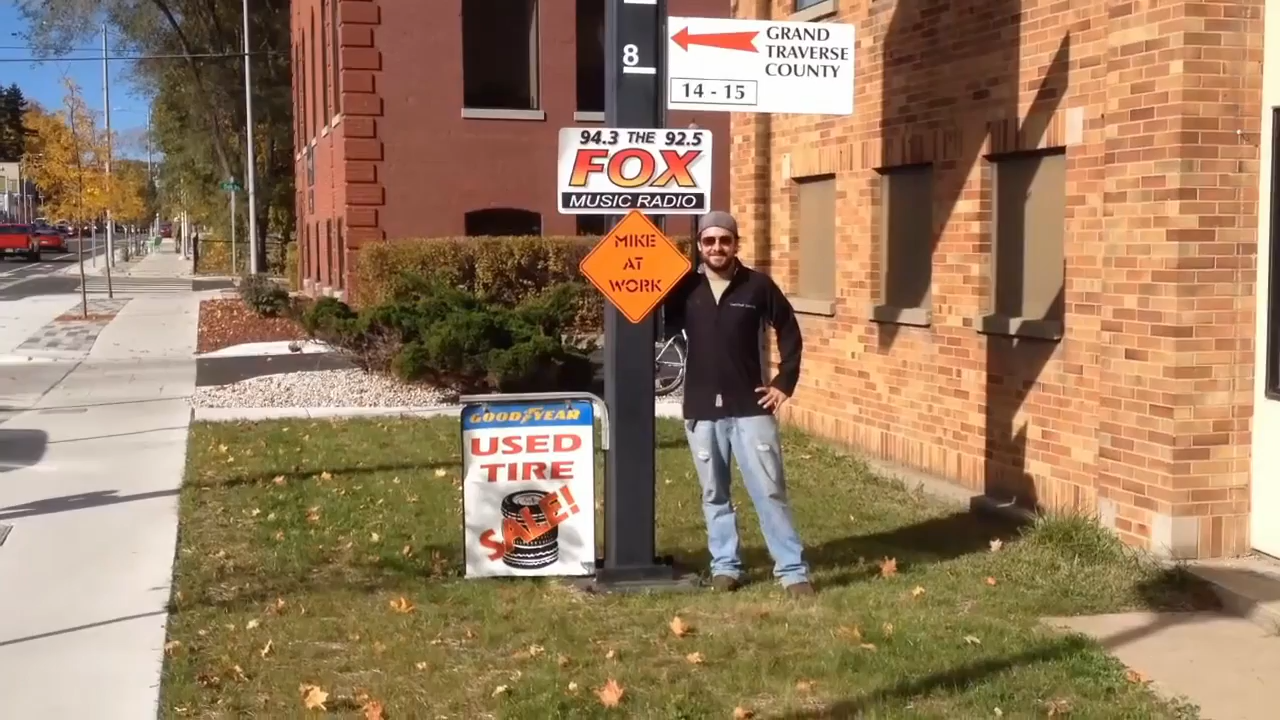 8
GRAND
TRAVERSE
COUNTY
14 - 15
94.3 THE 92.5
FOX
MUSIC RADIO
MIKE
AT
WORK
GOODYEAR
USED
TIRE
SALE!